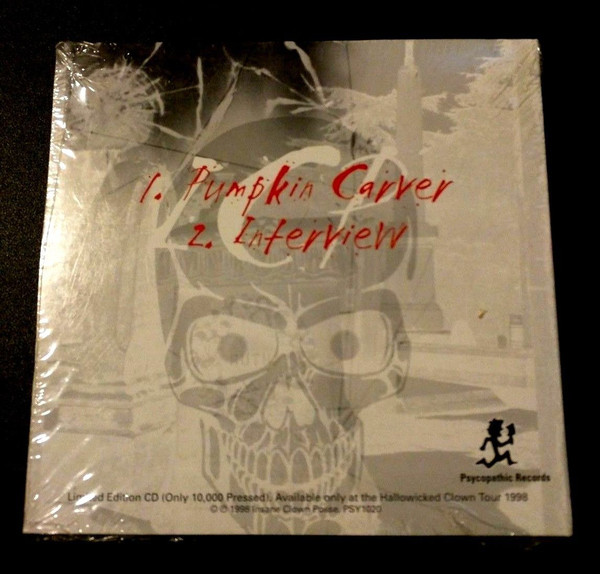 1. Pumpkin Carver
2. Interview
ICP
Psycopathic Records
Limited Edition CD (Only 10,000 Pressed). Available only at the Hallowicked Clown Tour 1998
© ℗ 1998 Insane Clown Posse, PSY1020